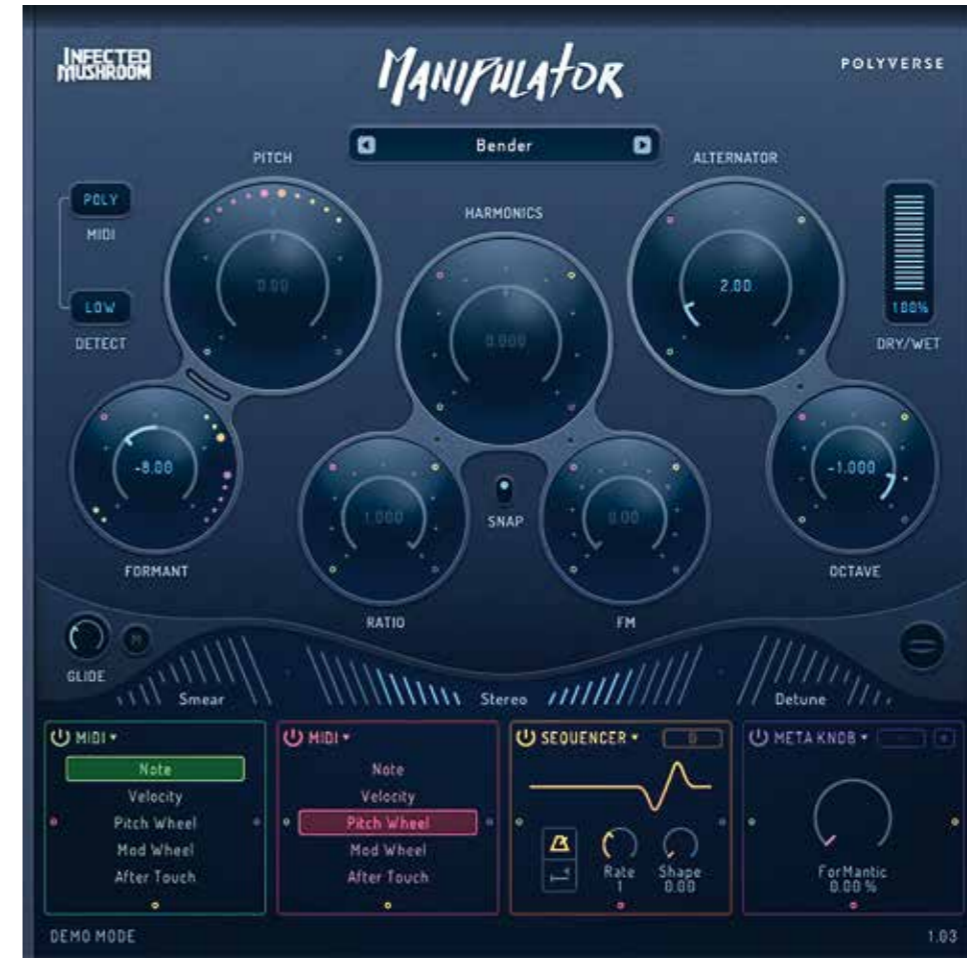 INFECTED MUSHROOM
MANIPULATOR
POLYVERSE
Bender
PITCH
ALTERNATOR
HARMONICS
POLY
MIDI
LOW
DETECT
0.00
0.000
2.00
100%
DRY/WET
-8.00
1.000
0.00
-1.000
SNAP
FORMANT
OCTAVE
RATIO
FM
GLIDE
M
Smear
Stereo
Detune
MIDI
Note
Velocity
Pitch Wheel
Mod Wheel
After Touch
MIDI
Note
Velocity
Pitch Wheel
Mod Wheel
After Touch
SEQUENCER
Rate
1
Shape
0.00
META KNOB
ForMantic
0.00 %
DEMO MODE
1.03